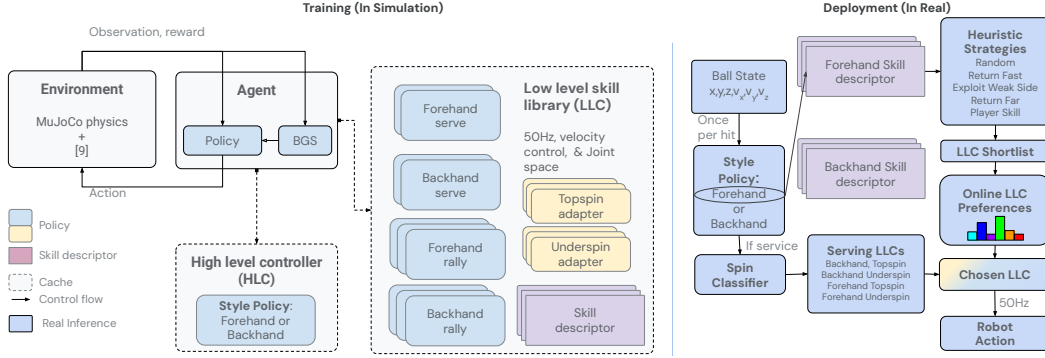 Training (In Simulation)
Observation, reward
Environment
MuJoCo physics
+
[9]
Agent
Policy
BGS
Action
Policy
Skill descriptor
Cache
Control flow
Real Inference
High level controller
(HLC)
Style Policy:
Forehand or
Backhand
Forehand
serve
Backhand
serve
Forehand
rally
Backhand
rally
Low level skill
library (LLC)
50Hz, velocity
control, & Joint
space
Topspin
adapter
Underspin
adapter
Skill
descriptor
Deployment (In Real)
Ball State
x,y,z,vx,vy,vz
Once
per hit
Style
Policy:
Forehand
or
Backhand
If service
Spin
Classifier
Forehand Skill
descriptor
Backhand Skill
descriptor
Serving LLCs
Backhand, Topspin
Backhand Underspin
Forehand Topspin
Forehand Underspin
Heuristic
Strategies
Random
Return Fast
Exploit Weak Side
Return Far
Player Skill
LLC Shortlist
Online LLC
Preferences
Chosen LLC
50Hz
Robot
Action